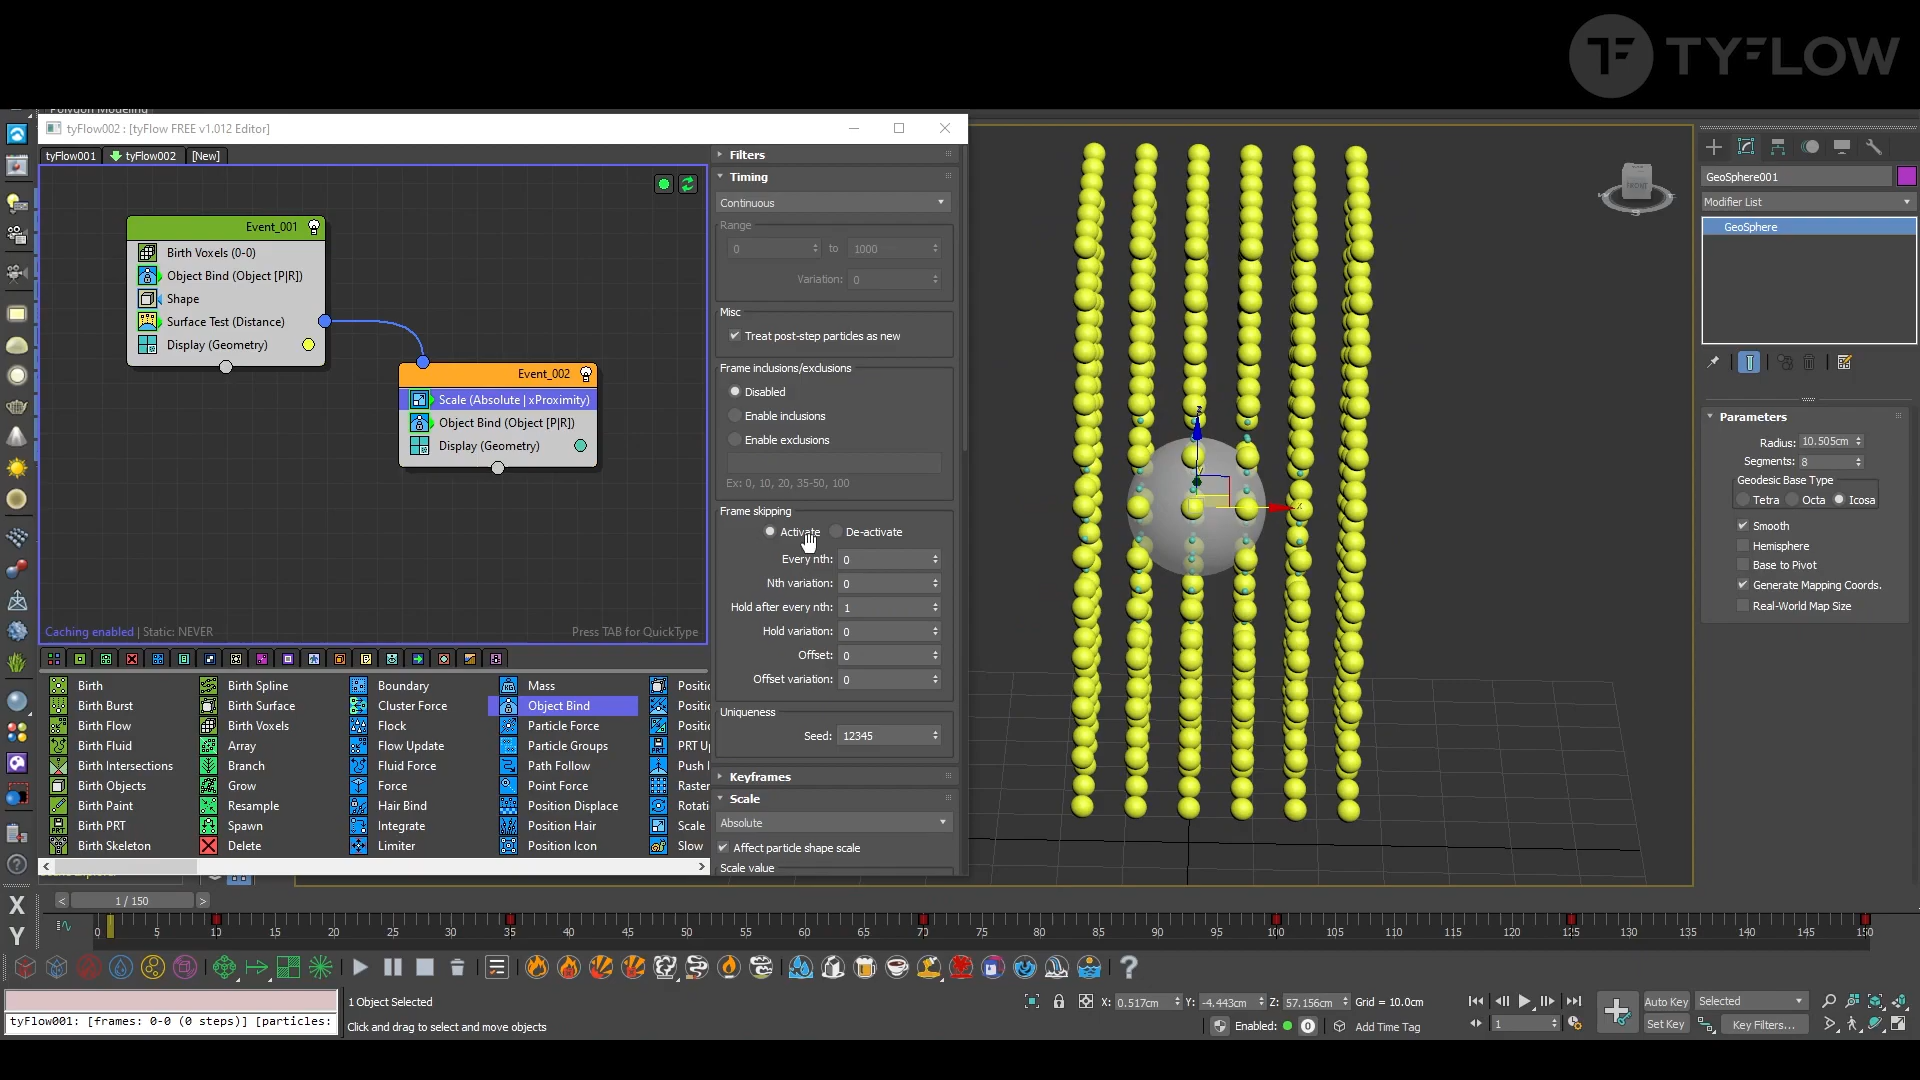 TYFLOW
Polygon Modeling
tyFlow002 : [tyFlow FREE v1.012 Editor]
tyFlow001
tyFlow002
[New]
Event_001
Birth Voxels (0-0)
Object Bind (Object [P|R])
Shape
Surface Test (Distance)
Display (Geometry)
Event_002
Scale (Absolute | xProximity)
Object Bind (Object [P|R])
Display (Geometry)
Caching enabled | Static: NEVER
Press TAB for QuickType
Birth
Birth Burst
Birth Flow
Birth Fluid
Birth Intersections
Birth Objects
Birth Paint
Birth PRT
Birth Skeleton
Birth Spline
Birth Surface
Birth Voxels
Array
Branch
Grow
Resample
Spawn
Delete
Boundary
Cluster Force
Flock
Flow Update
Fluid Force
Force
Hair Bind
Integrate
Limiter
Mass
Object Bind
Particle Force
Particle Groups
Path Follow
Point Force
Position Displace
Position Hair
Position Icon
Positi
Positi
Positi
PRT U
Push I
Raster
Rotati
Scale
Slow
Filters
Timing
Continuous
Range
0 to 1000
Variation: 0
Misc
Treat post-step particles as new
Frame inclusions/exclusions
Disabled
Enable inclusions
Enable exclusions
Ex: 0, 10, 20, 35-50, 100
Frame skipping
Activate De-activate
Every nth: 0
Nth variation: 0
Hold after every nth: 1
Hold variation: 0
Offset: 0
Offset variation: 0
Uniqueness
Seed: 12345
Keyframes
Scale
Absolute
Affect particle shape scale
Scale value
FRONT
S
z
x
GeoSphere001
Modifier List
GeoSphere
Parameters
Radius: 10.505cm
Segments: 8
Geodesic Base Type
Tetra Octa Icosa
Smooth
Hemisphere
Base to Pivot
Generate Mapping Coords.
Real-World Map Size
X
Y
< 1 / 150 >
0 5 10 15 20 25 30 35 40 45 50 55 60 65 70 75 80 85 90 95 100 105 110 115 120 125 130 135 140 145 150
tyFlow001: [frames: 0-0 (0 steps)] [particles:
1 Object Selected
Click and drag to select and move objects
X: 0.517cm Y: -4.443cm Z: 57.156cm Grid = 10.0cm
Enabled: 0 Add Time Tag
1
Auto Key Selected
Set Key Key Filters...